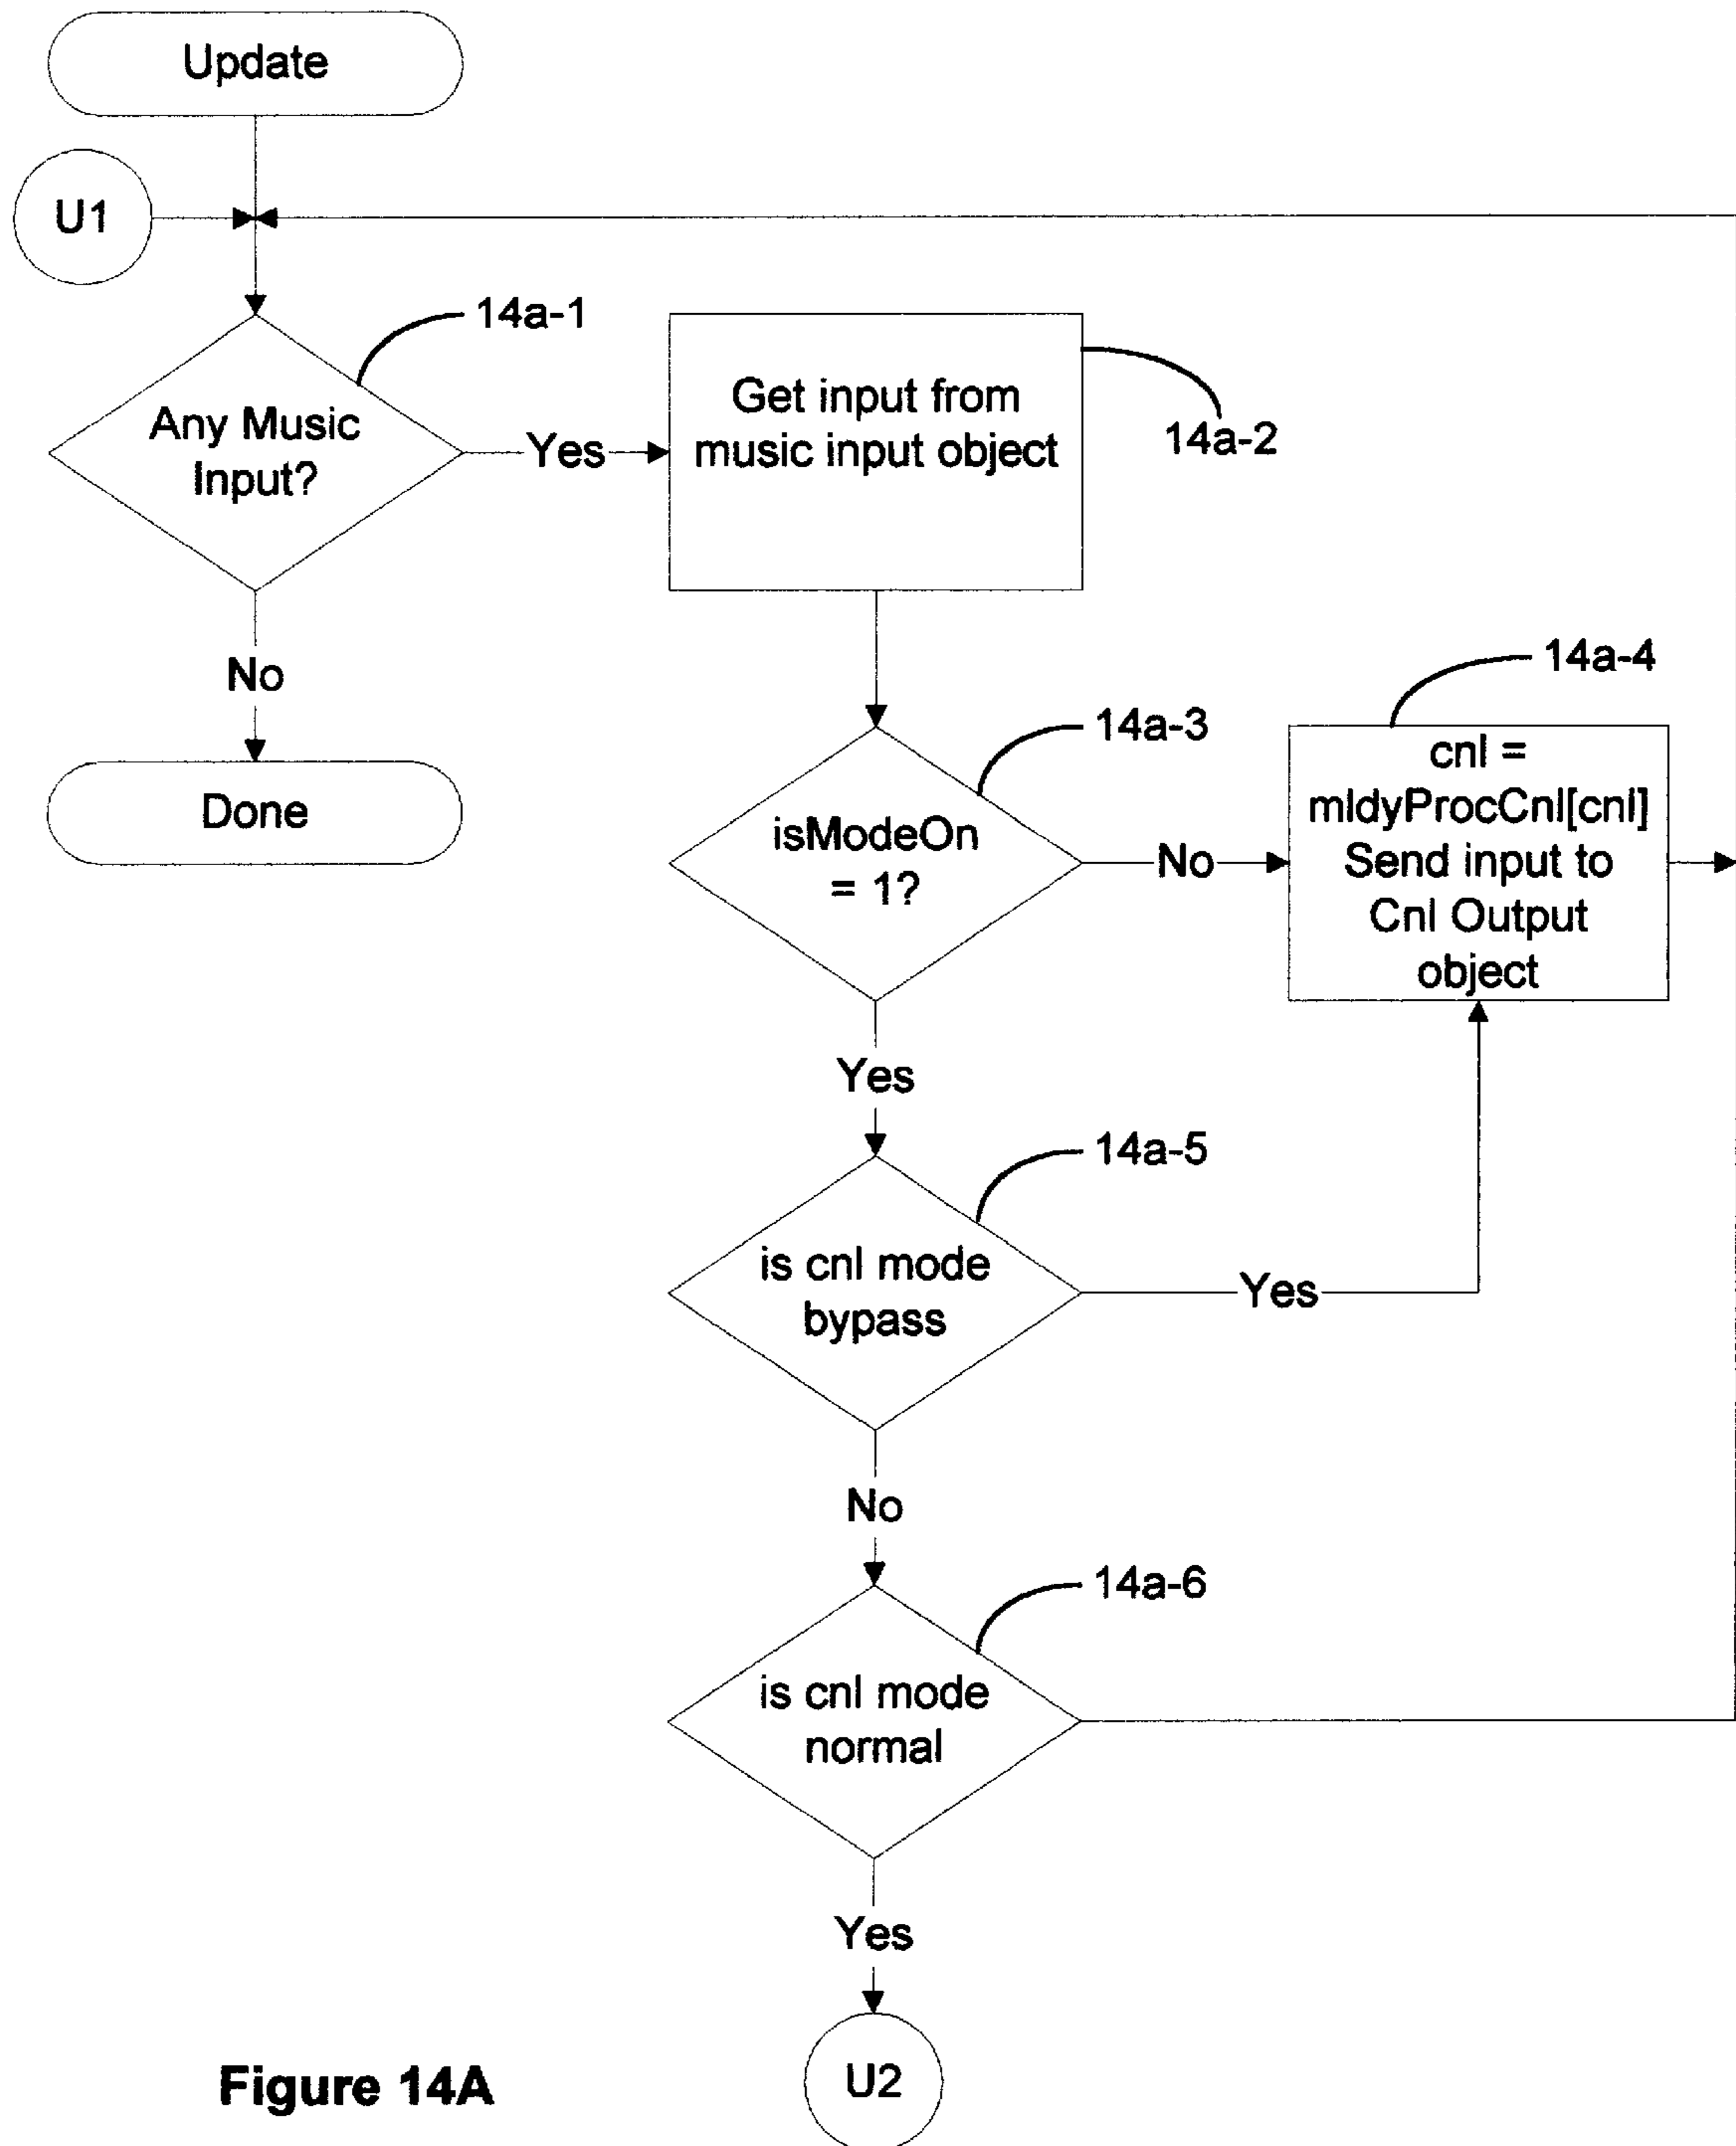 Update
U1
14a-1
Any Music
Input?
Yes
Get input from
music input object
14a-2
No
Done
14a-3
isModeOn
= 1?
No
14a-4
cnl =
mldyProcCnl[cnl]
Send input to
Cnl Output
object
Yes
14a-5
is cnl mode
bypass
Yes
No
14a-6
is cnl mode
normal
Yes
U2
Figure 14A